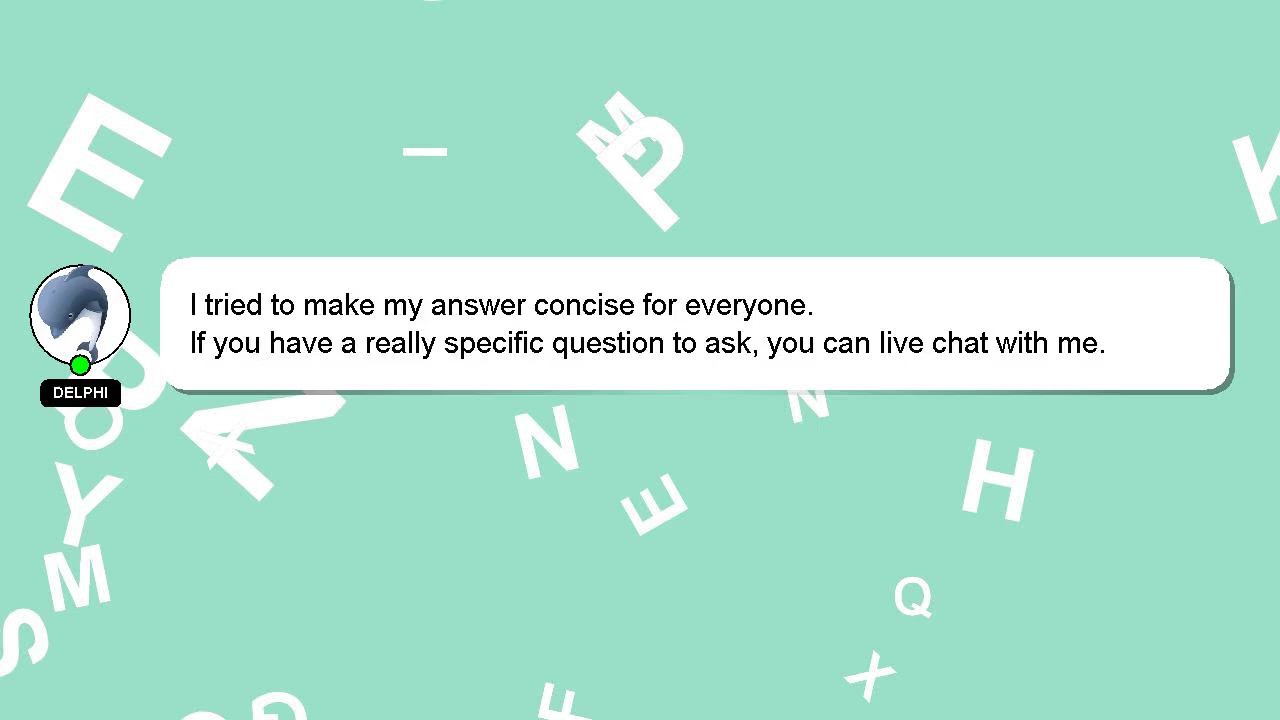 I tried to make my answer concise for everyone.
If you have a really specific question to ask, you can live chat with me.
DELPHI
E
M
P
K
N
N
Y
E
H
M
Q
S
X
F
G